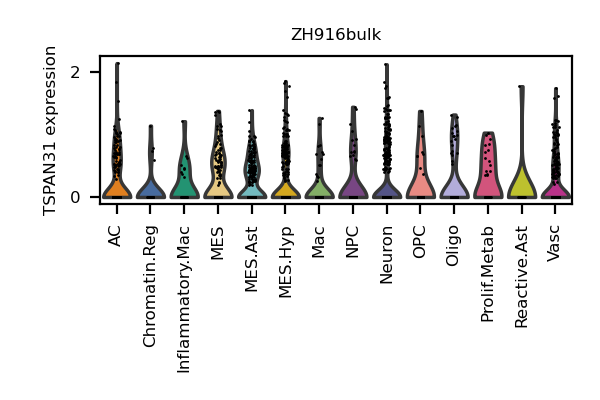 ZH916bulk
TSPAN31 expression
2
0
AC
Chromatin.Reg
Inflammatory.Mac
MES
MES.Ast
MES.Hyp
Mac
NPC
Neuron
OPC
Oligo
Prolif.Metab
Reactive.Ast
Vasc